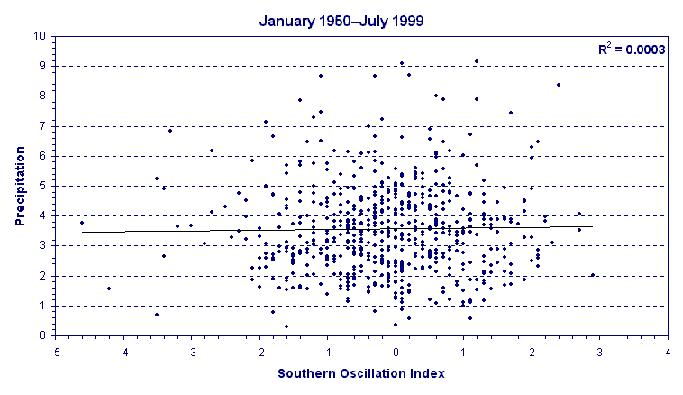 January 1950–July 1999
R² = 0.0003
Precipitation
10
9
8
7
6
5
4
3
2
1
0
5 4 3 2 1 0 1 2 3 4
Southern Oscillation Index